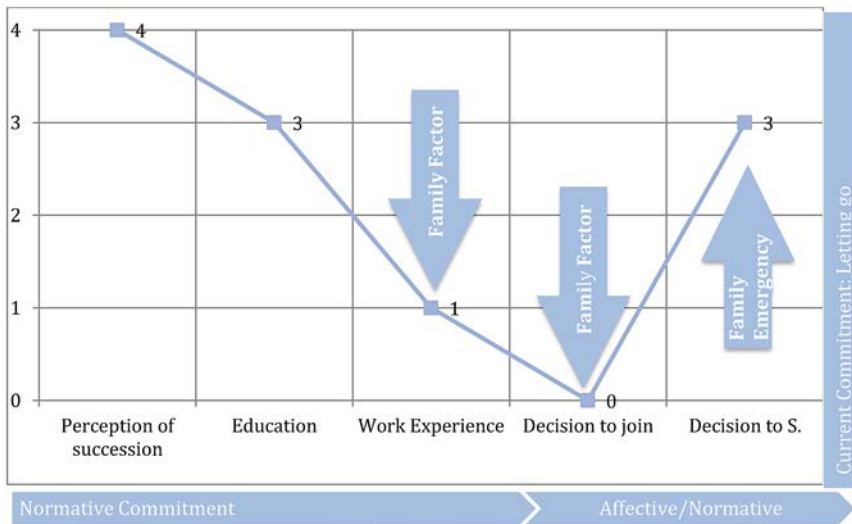 4
3
2
1
0
4
3
1
0
3
Family Factor
Family Factor
Family
Emergency
Perception of
succession
Education
Work Experience
Decision to join
Decision to S.
Current Commitment: Letting go
Normative Commitment
Affective/Normative